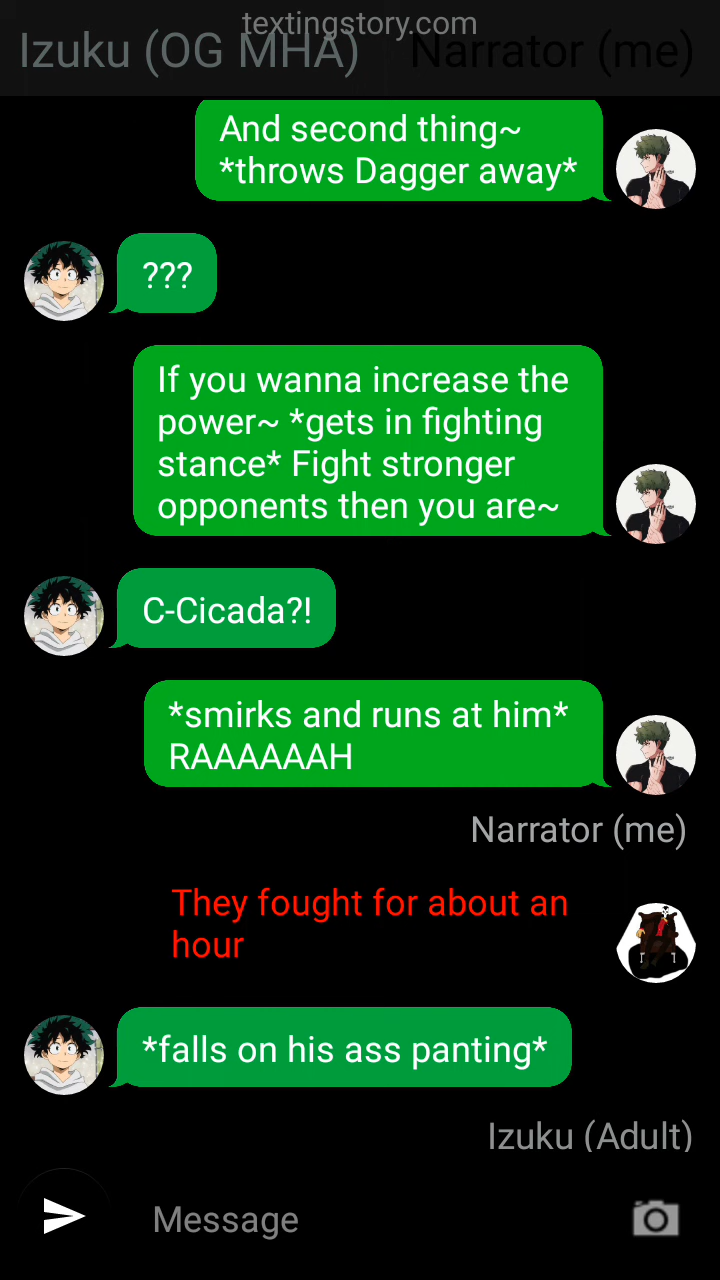 textingstory.com
Izuku (OG MHA) Narrator (me)
And second thing~
*throws Dagger away*
???
If you wanna increase the
power~ *gets in fighting
stance* Fight stronger
opponents then you are~
C-Cicada?!
*smirks and runs at him*
RAAAAAAH
Narrator (me)
They fought for about an
hour
*falls on his ass panting*
Izuku (Adult)
Message